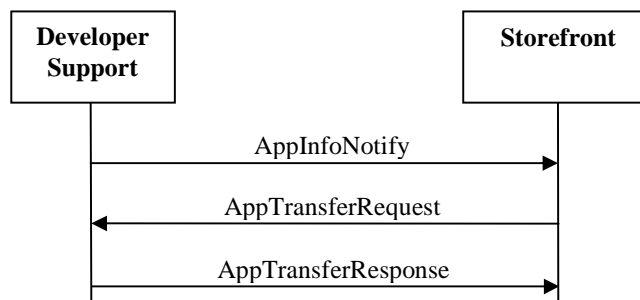 Developer
Support
Storefront
AppInfoNotify
AppTransferRequest
AppTransferResponse